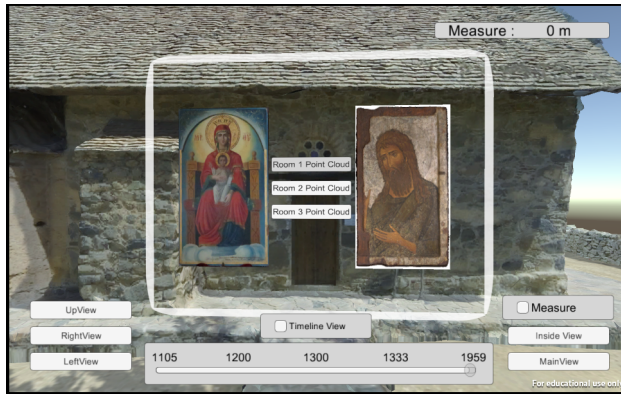 Measure : 0 m
Room 1 Point Cloud
Room 2 Point Cloud
Room 3 Point Cloud
UpView
Measure
Timeline View
RightView
Inside View
1105 1200 1300 1333 1959
LeftView
MainView
For educational use only